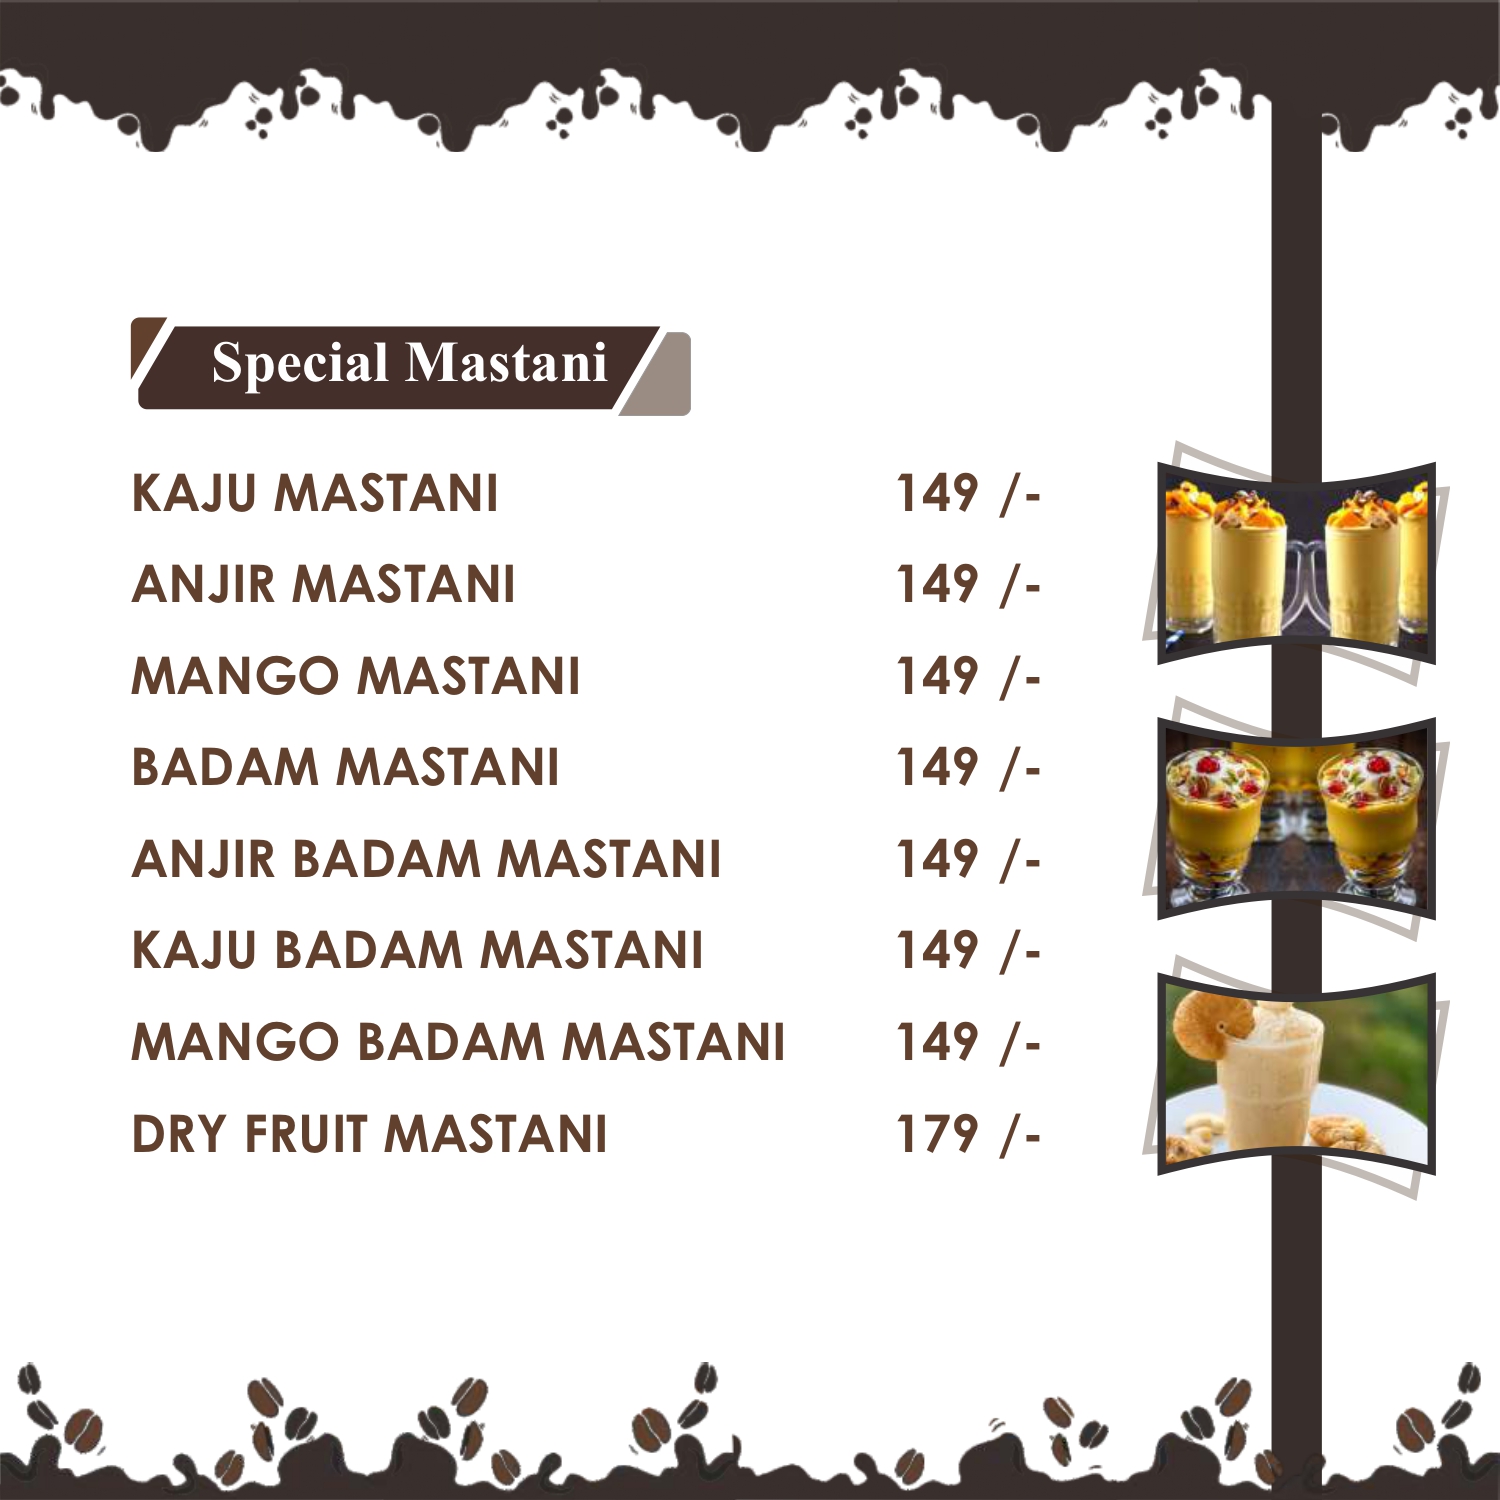 Special Mastani
KAJU MASTANI 149 /-
ANJIR MASTANI 149 /-
MANGO MASTANI 149 /-
BADAM MASTANI 149 /-
ANJIR BADAM MASTANI 149 /-
KAJU BADAM MASTANI 149 /-
MANGO BADAM MASTANI 149 /-
DRY FRUIT MASTANI 179 /-